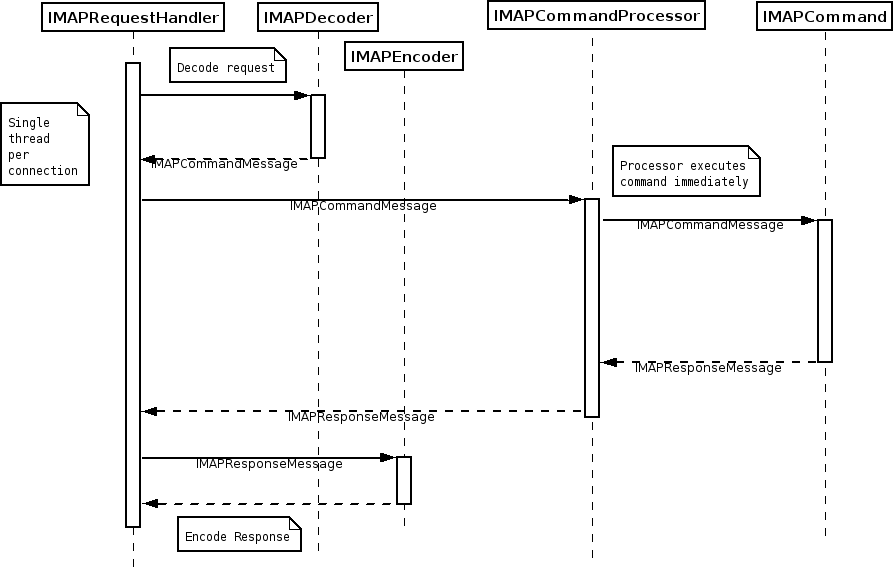 IMAPRequestHandler
IMAPDecoder
IMAPEncoder
IMAPCommandProcessor
IMAPCommand
Decode request
Single
thread
per
connection
IMAPCommandMessage
Processor executes
command immediately
IMAPCommandMessage
IMAPCommandMessage
IMAPResponseMessage
IMAPResponseMessage
IMAPResponseMessage
Encode Response